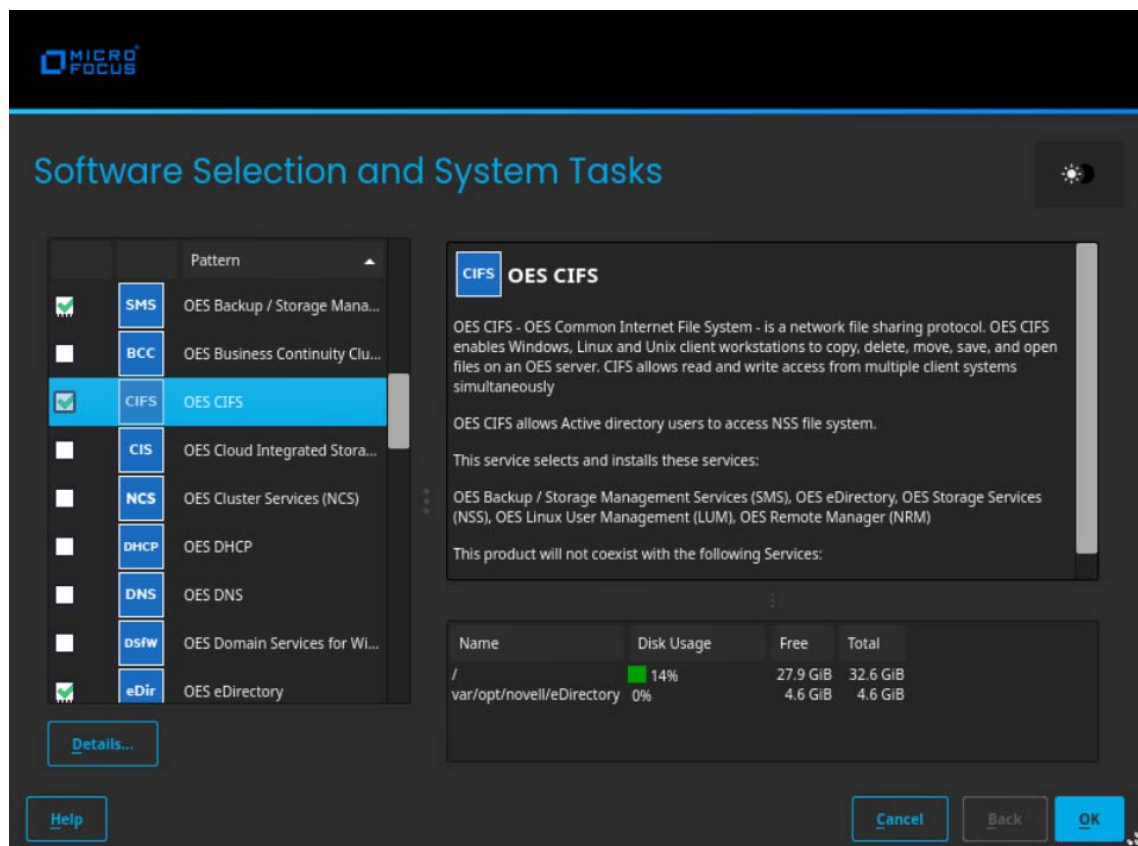 MICRO
FOCUS
Software Selection and System Tasks
Pattern
SMS OES Backup / Storage Mana...
BCC OES Business Continuity Clu...
CIFS OES CIFS
CIS OES Cloud Integrated Stora...
NCS OES Cluster Services (NCS)
DHCP OES DHCP
DNS OES DNS
DSfW OES Domain Services for Wi...
eDir OES eDirectory
Details...
CIFS OES CIFS
OES CIFS - OES Common Internet File System - is a network file sharing protocol. OES CIFS
enables Windows, Linux and Unix client workstations to copy, delete, move, save, and open
files on an OES server. CIFS allows read and write access from multiple client systems
simultaneously
OES CIFS allows Active directory users to access NSS file system.
This service selects and installs these services:
OES Backup / Storage Management Services (SMS), OES eDirectory, OES Storage Services
(NSS), OES Linux User Management (LUM), OES Remote Manager (NRM)
This product will not coexist with the following Services:
Name Disk Usage Free Total
/ 14% 27.9 GiB 32.6 GiB
var/opt/novell/eDirectory 0% 4.6 GiB 4.6 GiB
Help Cancel Back OK